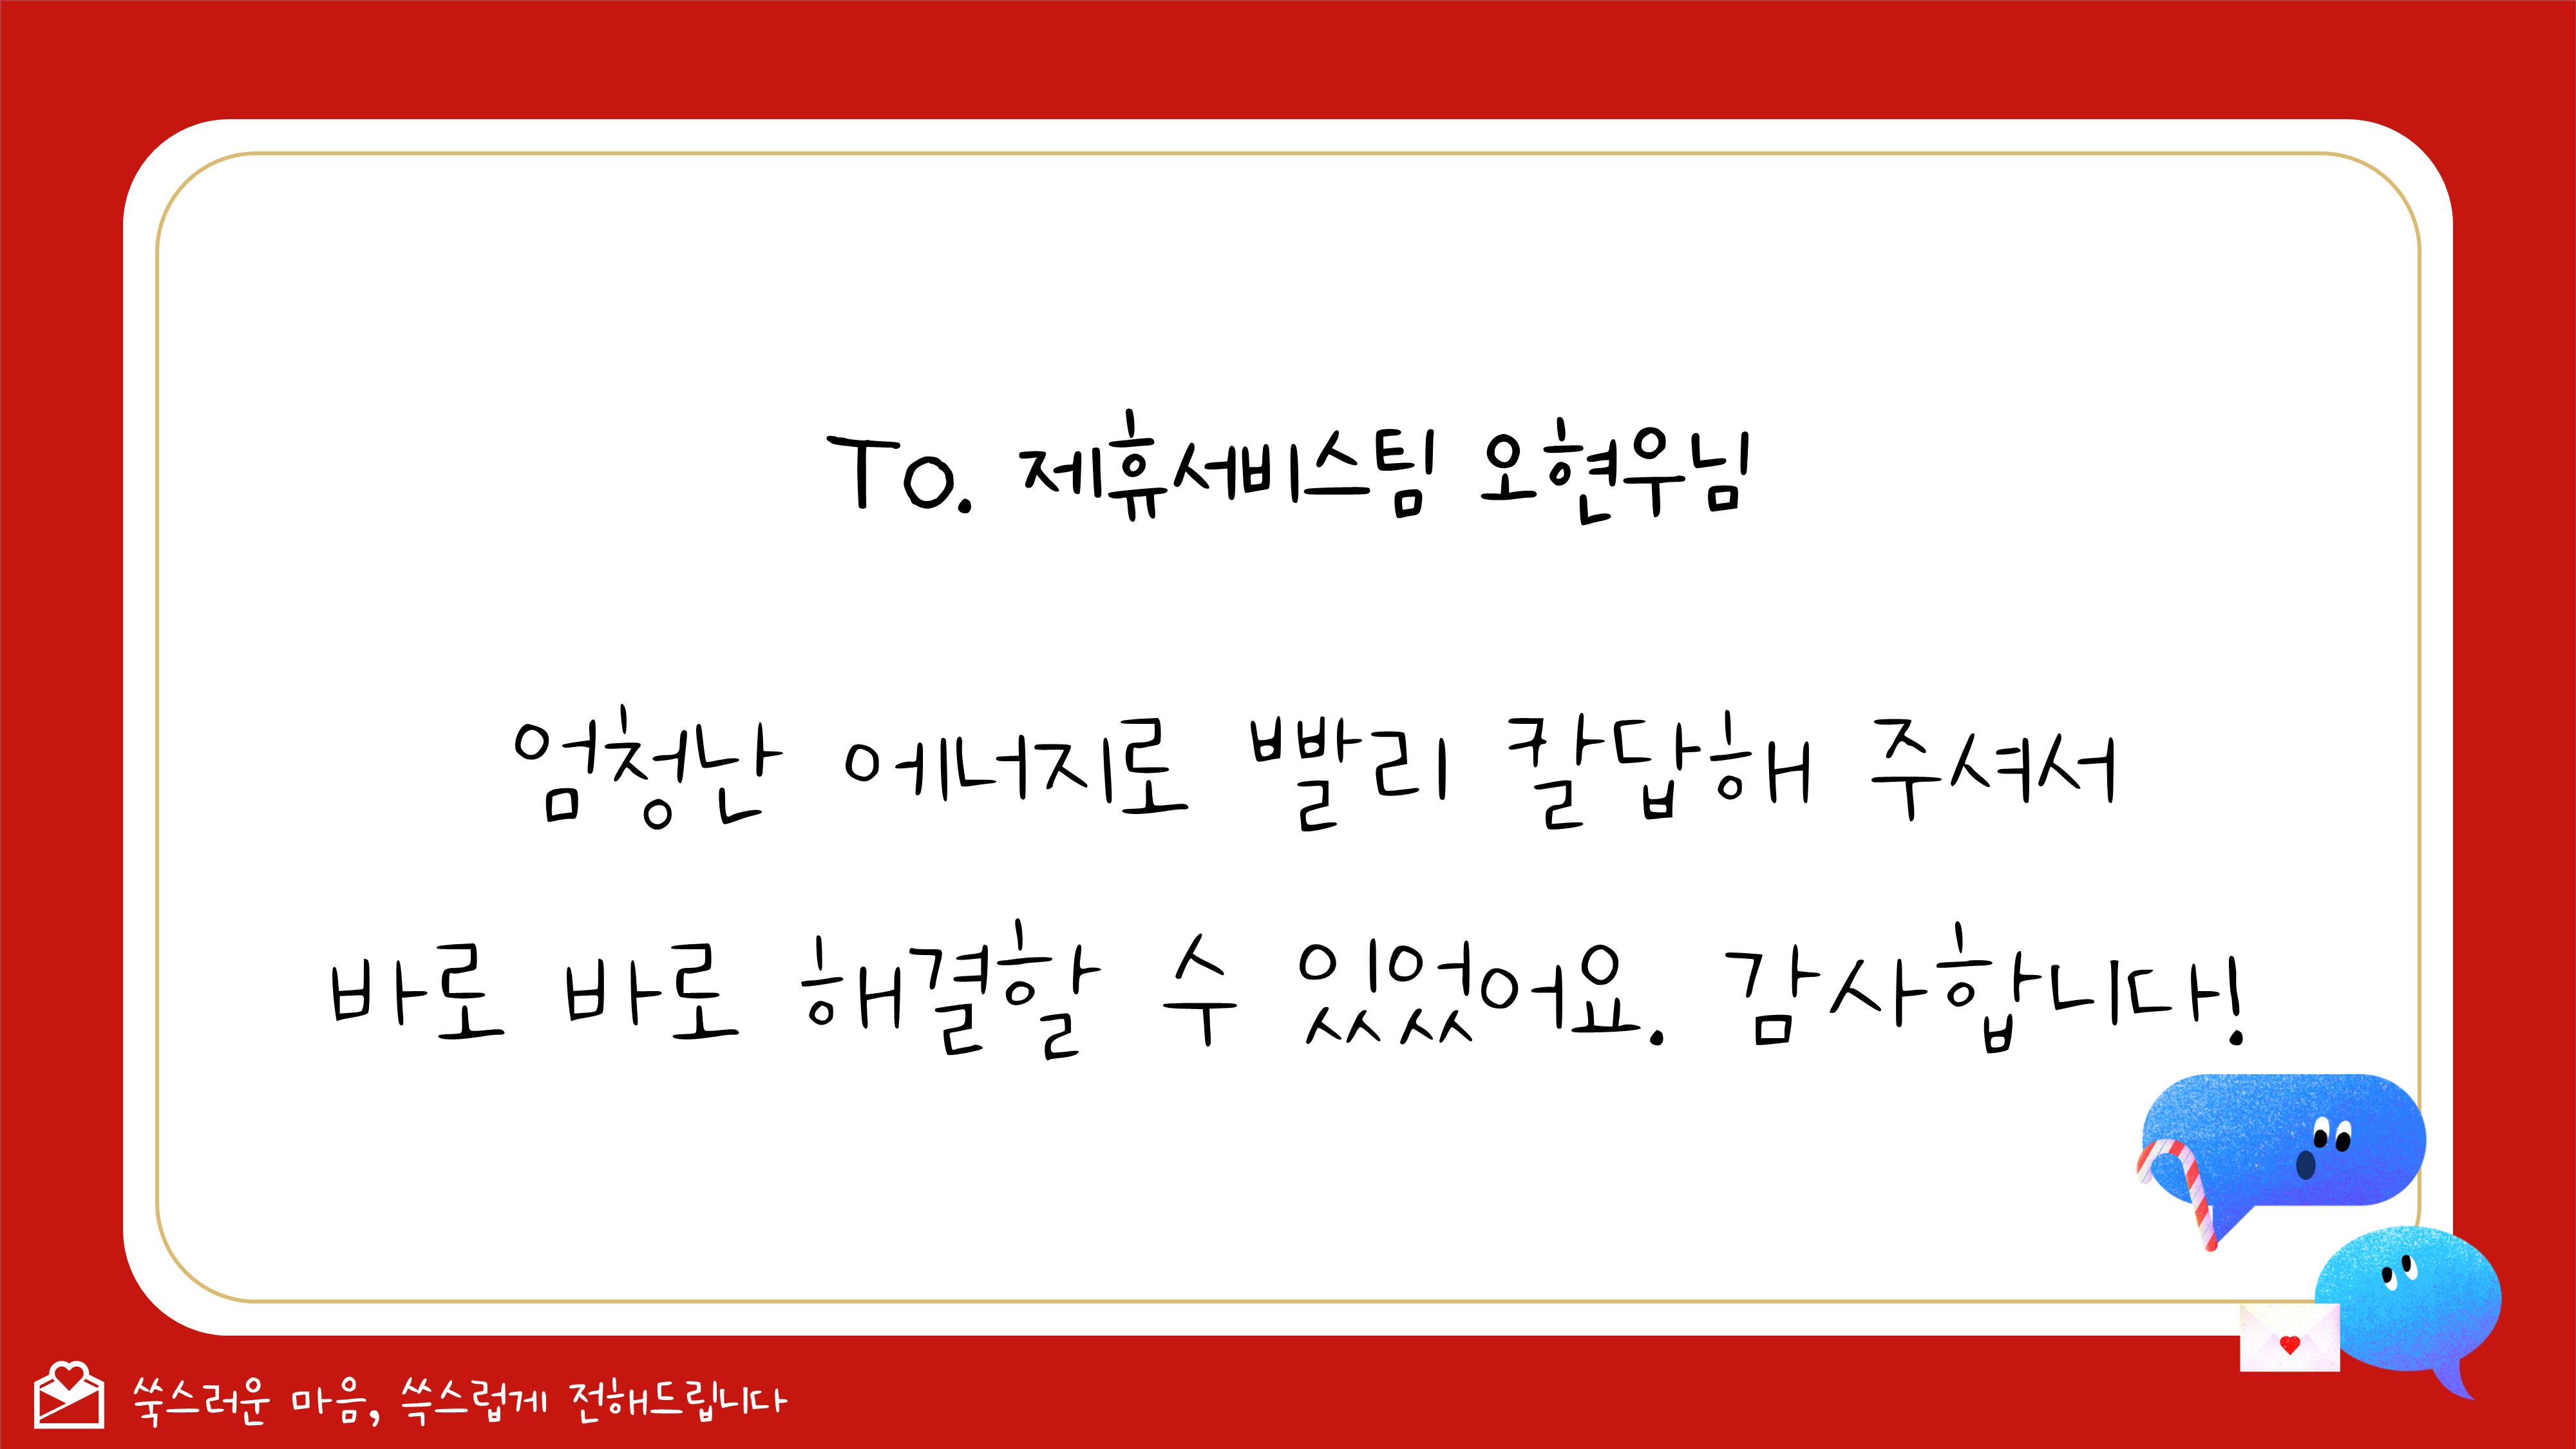 To. 제휴서비스팀 오현우님
엄청난 에너지로 빨리 칼답해 주셔서
바로 바로 해결할 수 있었어요. 감사합니다!
쑥스러운 마음, 쓱스럽게 전해드립니다